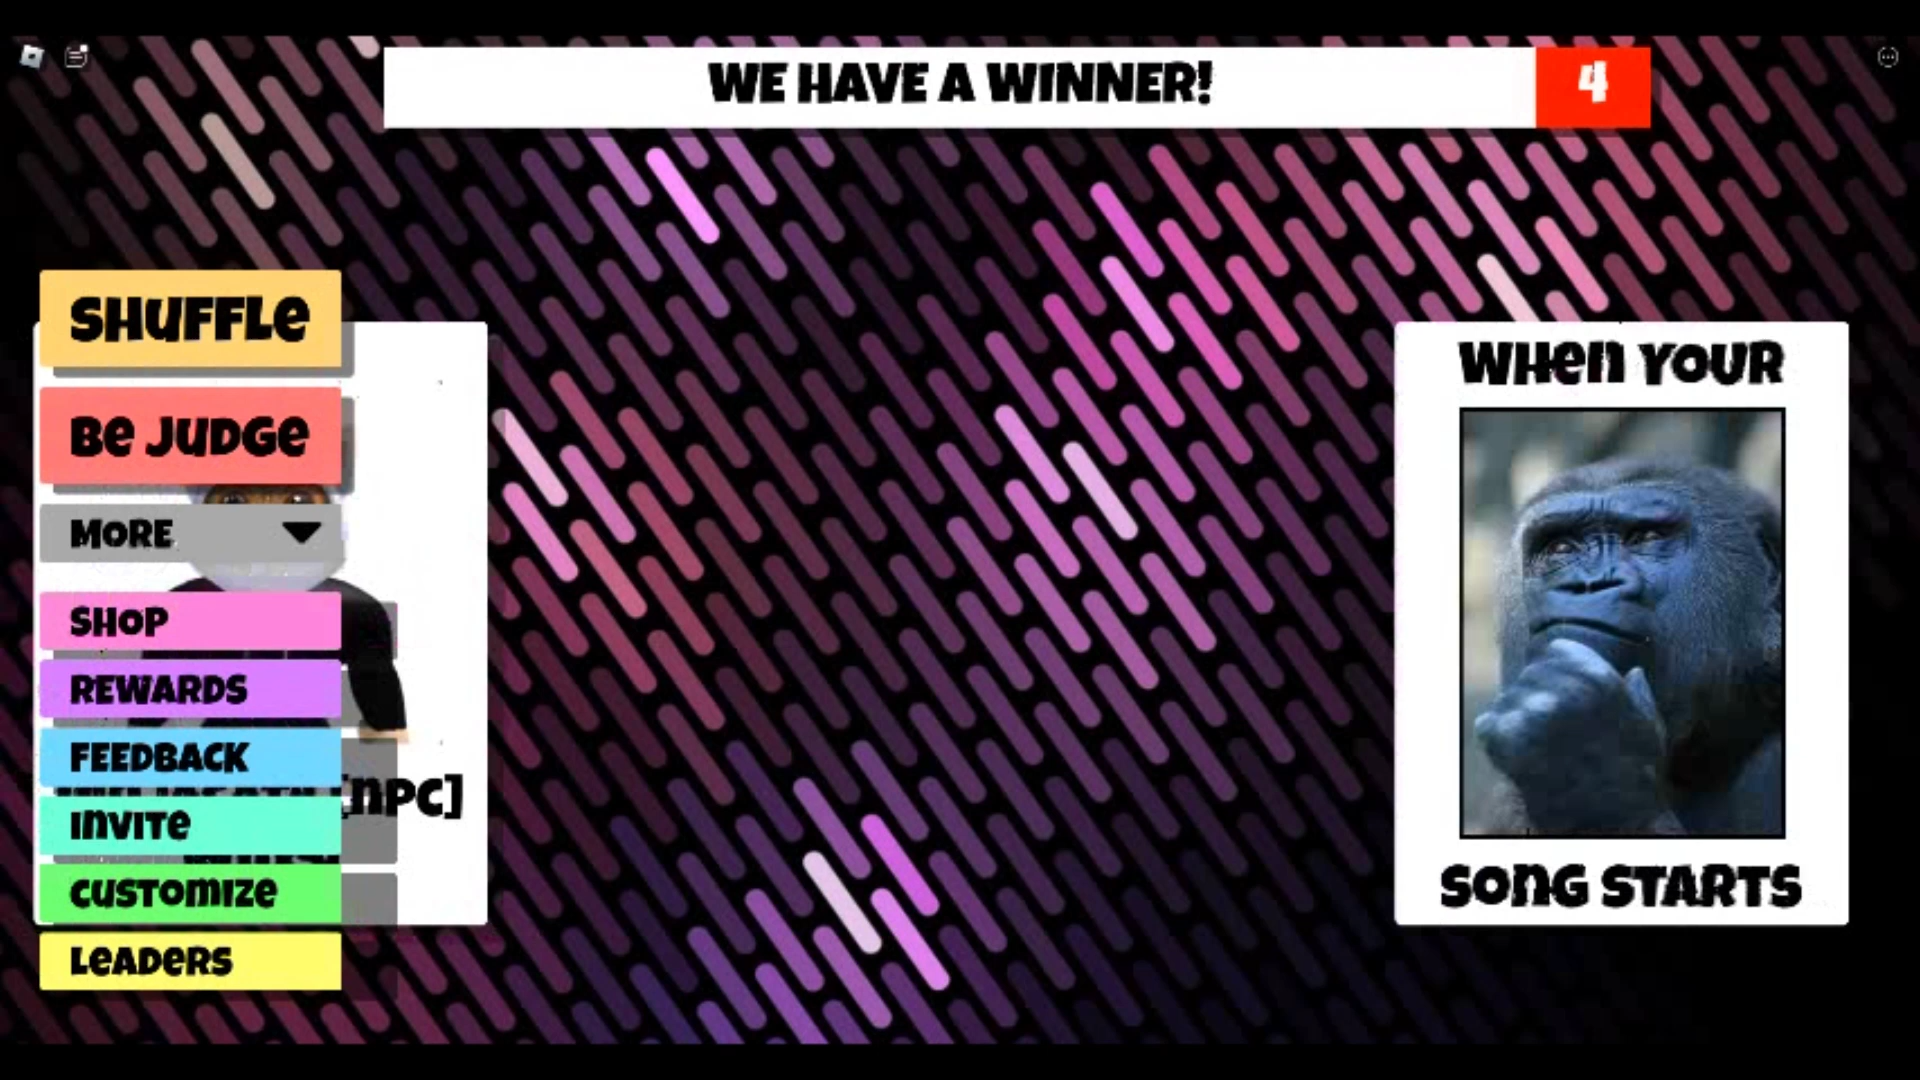 WE HAVE A WINNER!
4
SHUFFLE
BE JUDGE
MORE
SHOP
REWARDS
FEEDBACK
[NPC]
INVITE
CUSTOMIZE
LEADERS
WHEN YOUR
SONG STARTS